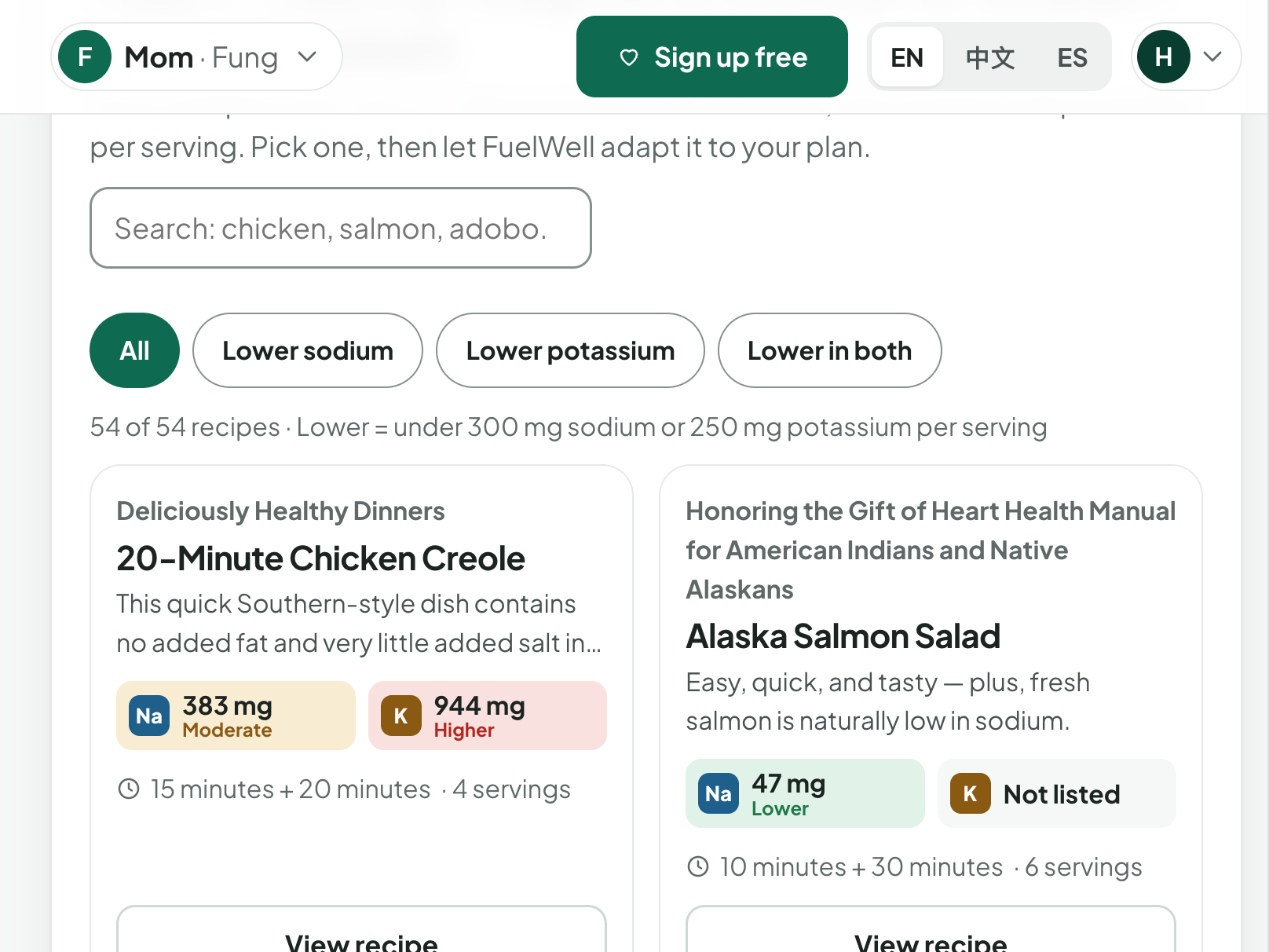 F Mom · Fung
Sign up free
EN 中文 ES
H
per serving. Pick one, then let FuelWell adapt it to your plan.
Search: chicken, salmon, adobo.
All
Lower sodium
Lower potassium
Lower in both
54 of 54 recipes · Lower = under 300 mg sodium or 250 mg potassium per serving
Deliciously Healthy Dinners
20-Minute Chicken Creole
This quick Southern-style dish contains
no added fat and very little added salt in...
Na 383 mg
Moderate
K 944 mg
Higher
15 minutes + 20 minutes · 4 servings
View recipe
Honoring the Gift of Heart Health Manual
for American Indians and Native
Alaskans
Alaska Salmon Salad
Easy, quick, and tasty — plus, fresh
salmon is naturally low in sodium.
Na 47 mg
Lower
K Not listed
10 minutes + 30 minutes · 6 servings
View recipe